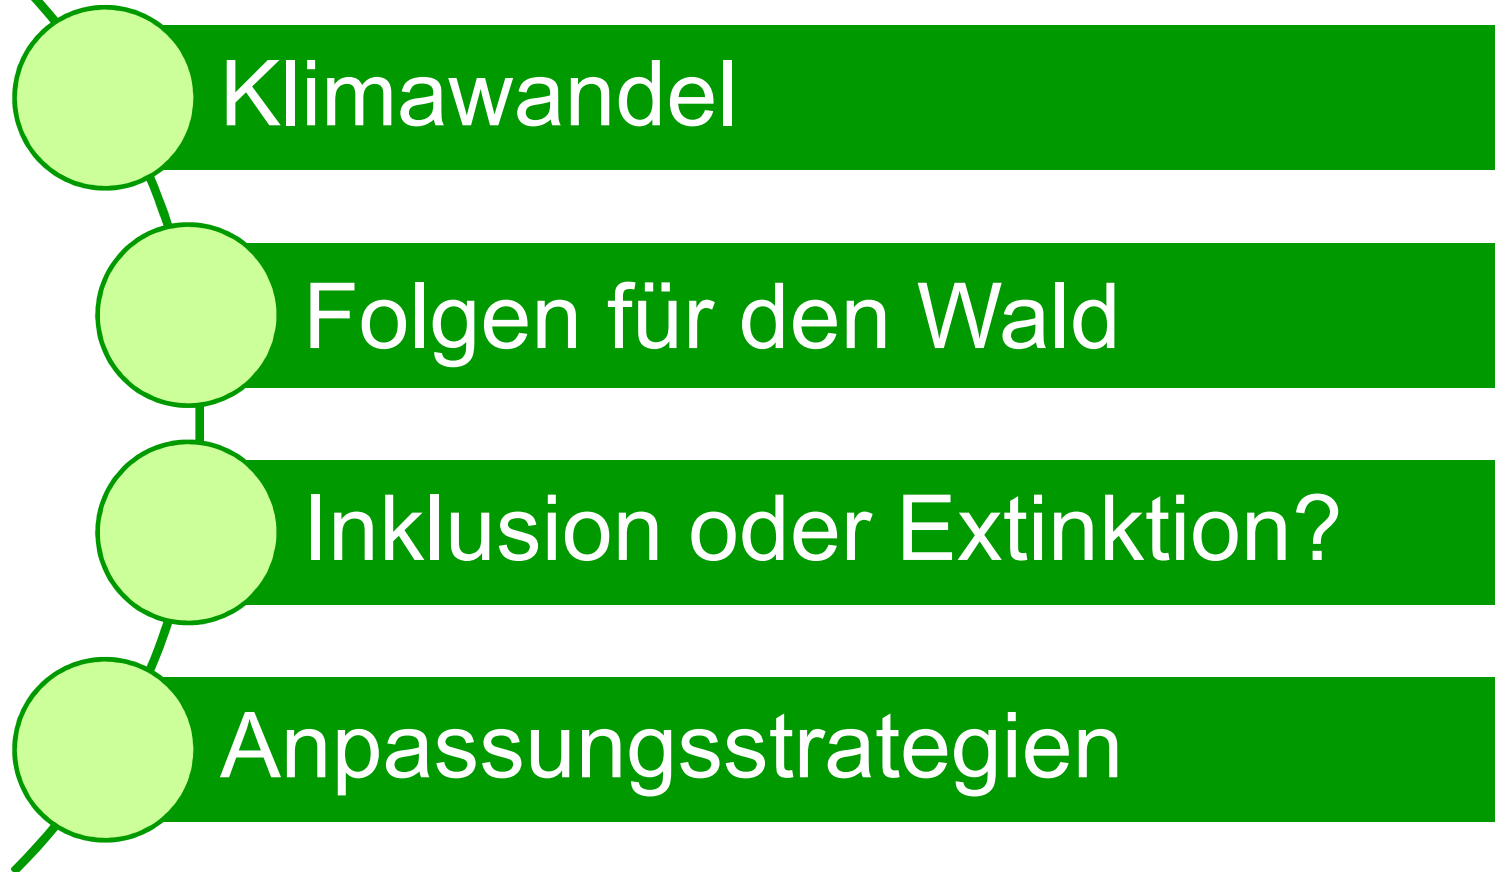 Klimawandel
Folgen für den Wald
Inklusion oder Extinktion?
Anpassungsstrategien